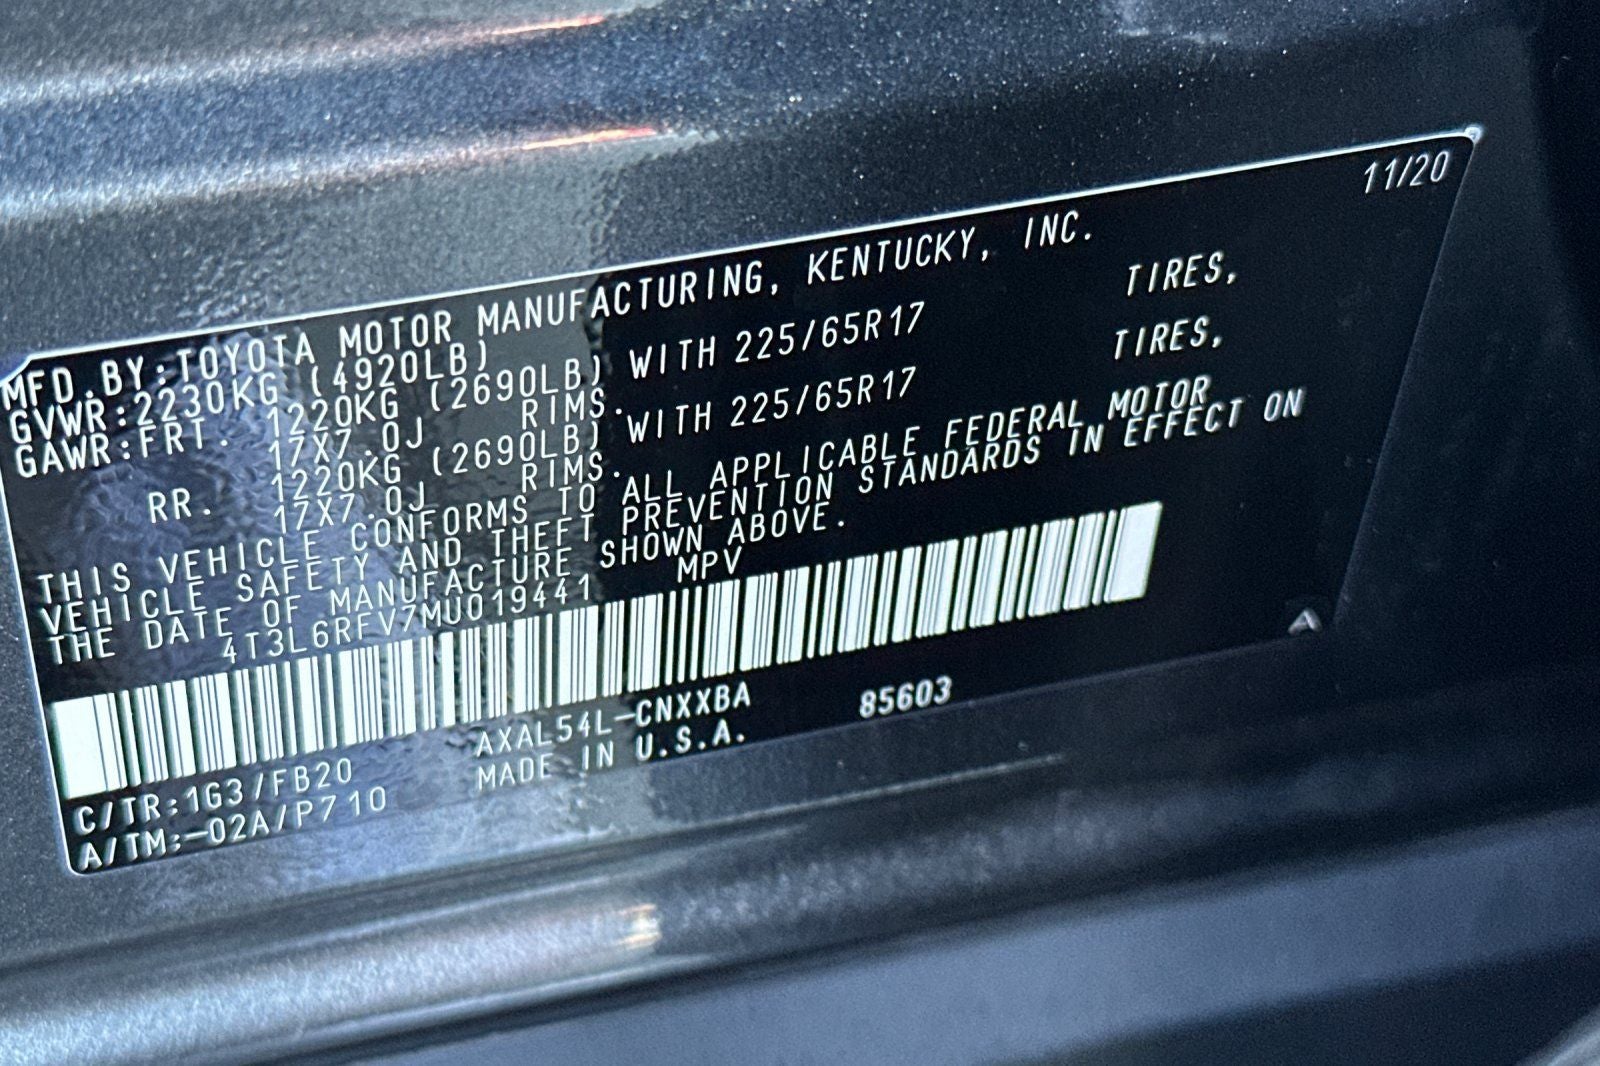 11/20
MFD.BY:TOYOTA MOTOR MANUFACTURING, KENTUCKY, INC.
GVWR:2230KG (4920LB)
GAWR:FRT. 1220KG (2690LB) WITH 225/65R17 TIRES,
17X7.0J RIMS.
RR. 1220KG (2690LB) WITH 225/65R17 TIRES,
17X7.0J RIMS.
THIS VEHICLE CONFORMS TO ALL APPLICABLE FEDERAL MOTOR
VEHICLE SAFETY AND THEFT PREVENTION STANDARDS IN EFFECT ON
THE DATE OF MANUFACTURE SHOWN ABOVE.
4T3L6RFV7MU019441 MPV
A
C/TR:1G3/FB20 AXAL54L-CNXXBA 85603
A/TM:-02A/P710 MADE IN U.S.A.